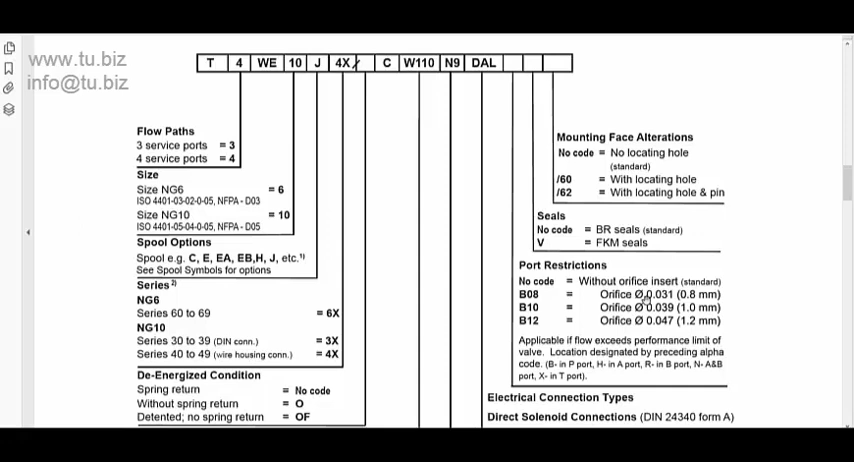 www.tu.biz
info@tu.biz
T 4 WE 10 J 4X/ C W110 N9 DAL
Flow Paths
3 service ports = 3
4 service ports = 4
Size
Size NG6 = 6
ISO 4401-03-02-0-05, NFPA - D03
Size NG10 = 10
ISO 4401-05-04-0-05, NFPA - D05
Spool Options
Spool e.g. C, E, EA, EB,H, J, etc.¹⁾
See Spool Symbols for options
Series²⁾
NG6
Series 60 to 69 = 6X
NG10
Series 30 to 39 (DIN conn.) = 3X
Series 40 to 49 (wire housing conn.) = 4X
De-Energized Condition
Spring return = No code
Without spring return = O
Detented; no spring return = OF
Mounting Face Alterations
No code = No locating hole
(standard)
/60 = With locating hole
/62 = With locating hole & pin
Seals
No code = BR seals (standard)
V = FKM seals
Port Restrictions
No code = Without orifice insert (standard)
B08 = Orifice Ø 0.031 (0.8 mm)
B10 = Orifice Ø 0.039 (1.0 mm)
B12 = Orifice Ø 0.047 (1.2 mm)
Applicable if flow exceeds performance limit of
valve. Location designated by preceding alpha
code. (B- in P port, H- in A port, R- in B port, N- A&B
port, X- in T port).
Electrical Connection Types
Direct Solenoid Connections (DIN 24340 form A)